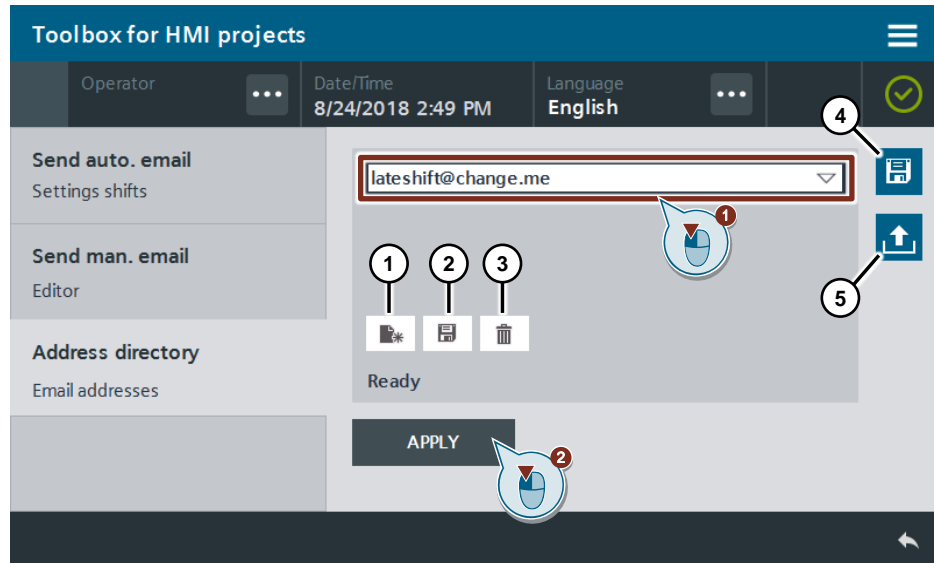 Toolbox for HMI projects
Operator
Date/Time
8/24/2018 2:49 PM
Language
English
4
Send auto. email
Settings shifts
lateshift@change.me
1
Send man. email
Editor
1
2
3
5
Address directory
Email addresses
Ready
APPLY
2